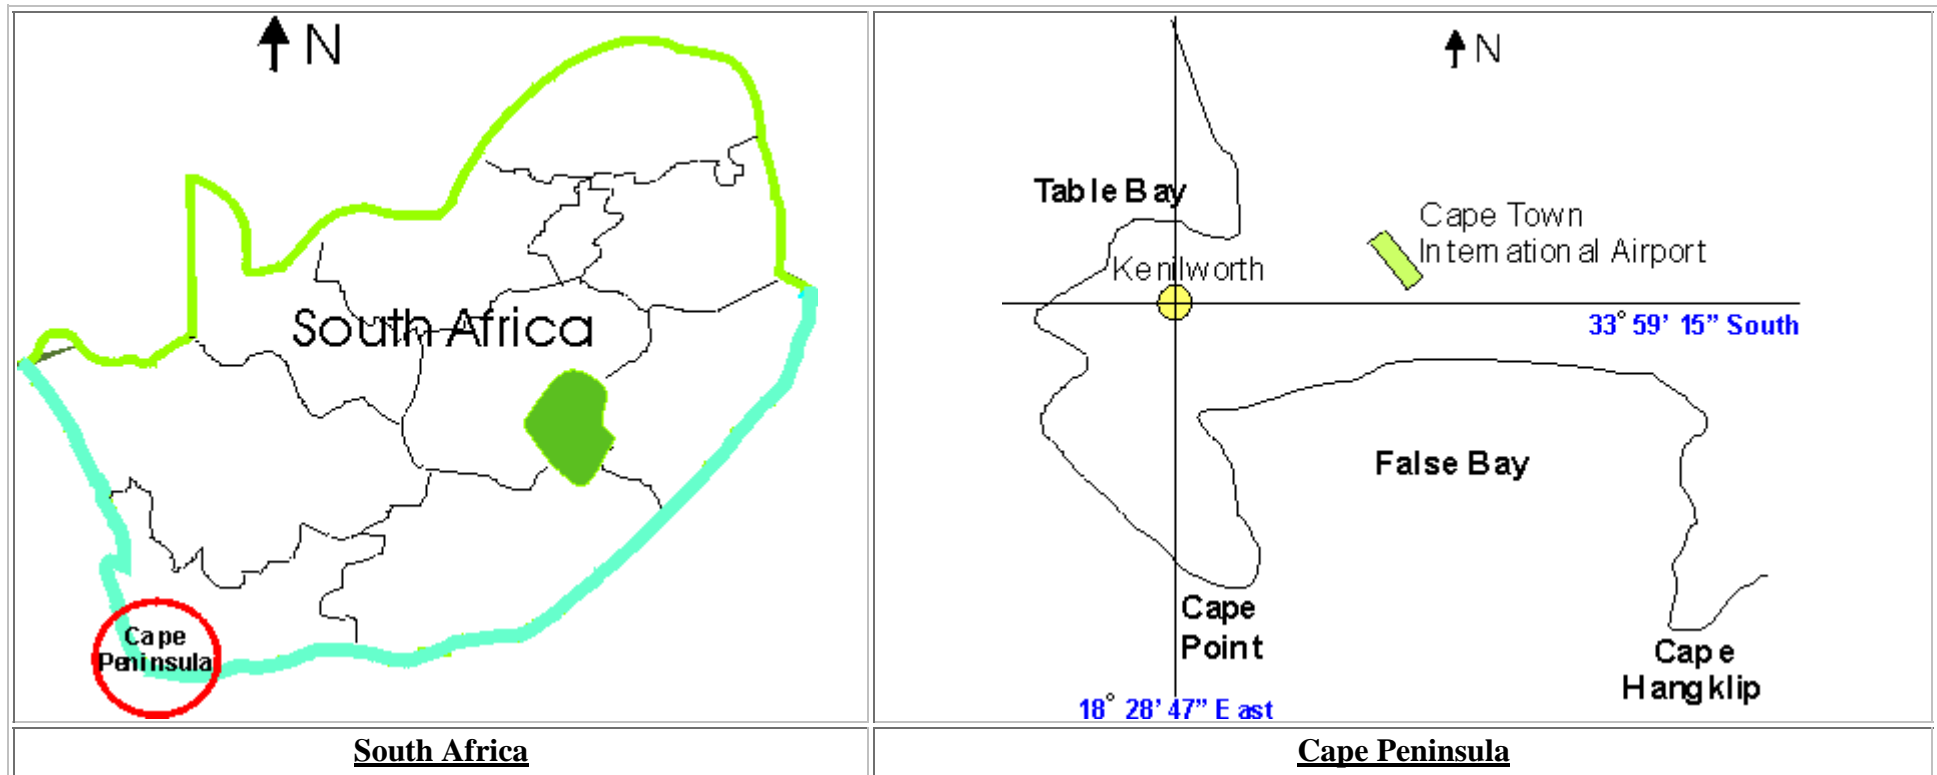 N
South Africa
Cape
Peninsula
South Africa
N
Table Bay
Cape Town
International Airport
Kenilworth
33° 59’ 15” South
False Bay
Cape
Point
Cape
Hangklip
18° 28’ 47” East
Cape Peninsula